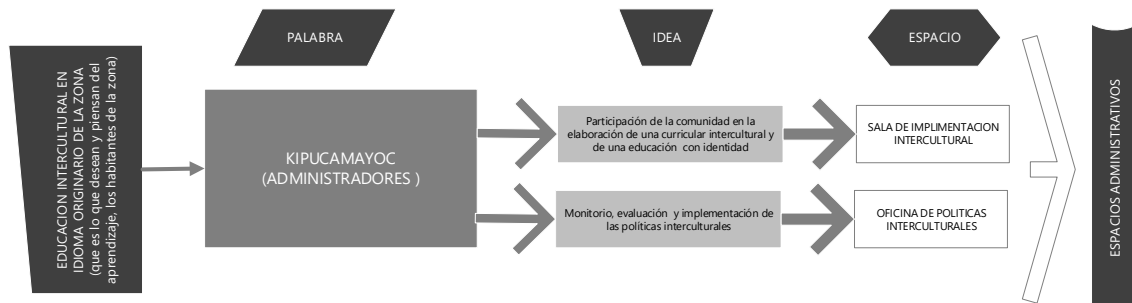 PALABRA
IDEA
ESPACIO
EDUCACION INTERCULTURAL EN
IDIOMA ORIGINARIO DE LA ZONA
(que es lo que desean y piensan del
aprendizaje, los habitantes de la zona)
KIPUCAMAYOC
(ADMINISTRADORES )
Participación de la comunidad en la
elaboración de una curricular intercultural y
de una educación con identidad
SALA DE IMPLIMENTACION
INTERCULTURAL
Monitorio, evaluación y implementación de
las políticas interculturales
OFICINA DE POLITICAS
INTERCULTURALES
ESPACIOS ADMINISTRATIVOS